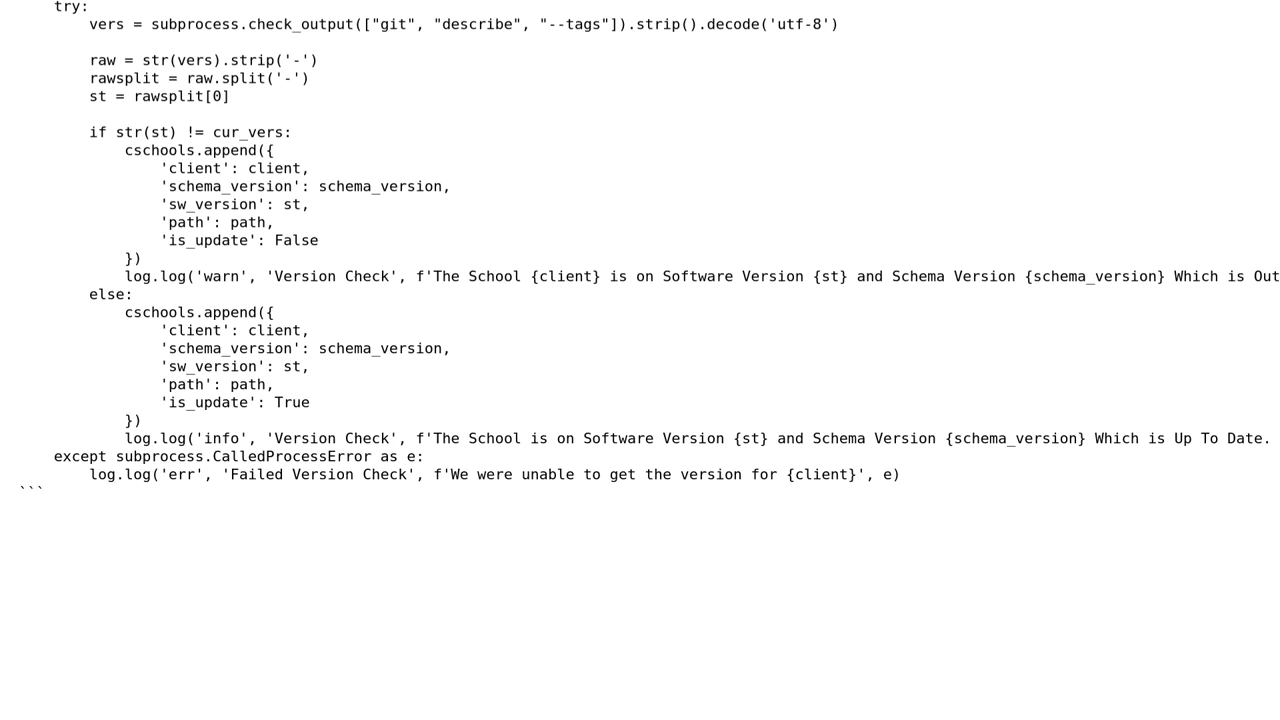 try:
    vers = subprocess.check_output(["git", "describe", "--tags"]).strip().decode('utf-8')

    raw = str(vers).strip('-')
    rawsplit = raw.split('-')
    st = rawsplit[0]

    if str(st) != cur_vers:
        cschools.append({
            'client': client,
            'schema_version': schema_version,
            'sw_version': st,
            'path': path,
            'is_update': False
        })
        log.log('warn', 'Version Check', f'The School {client} is on Software Version {st} and Schema Version {schema_version} Which is Out
    else:
        cschools.append({
            'client': client,
            'schema_version': schema_version,
            'sw_version': st,
            'path': path,
            'is_update': True
        })
        log.log('info', 'Version Check', f'The School is on Software Version {st} and Schema Version {schema_version} Which is Up To Date.
except subprocess.CalledProcessError as e:
    log.log('err', 'Failed Version Check', f'We were unable to get the version for {client}', e)
```